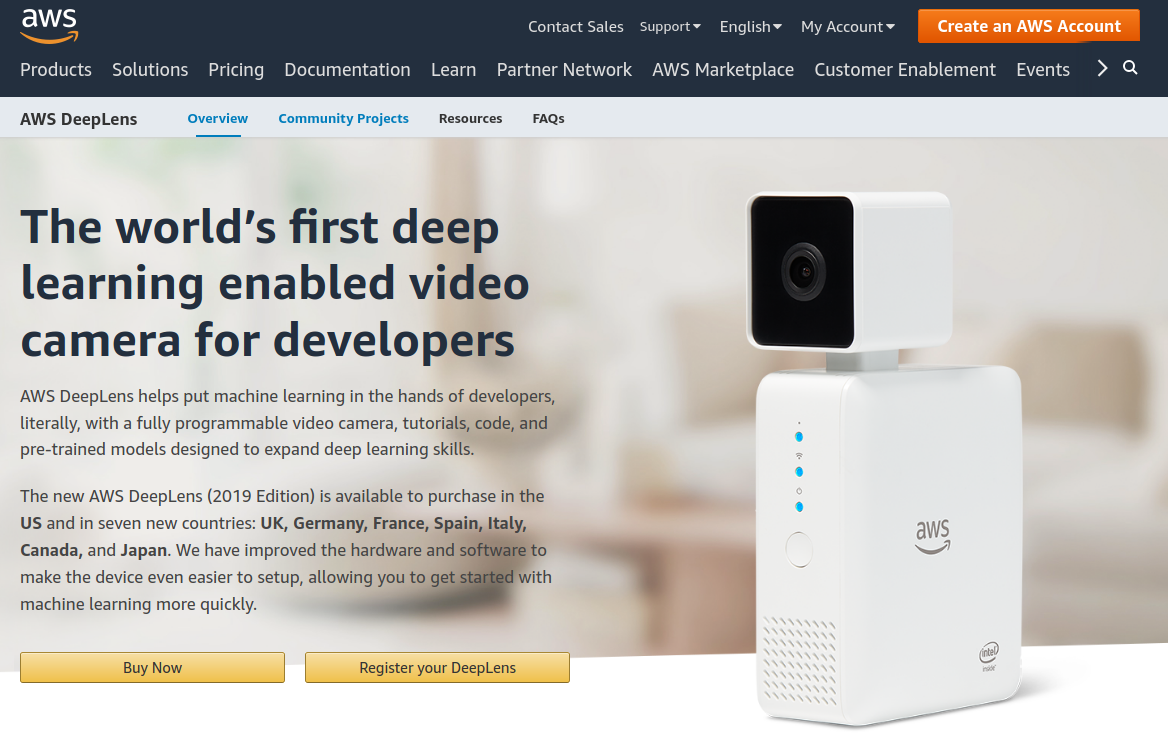 aws
Contact Sales Support English My Account Create an AWS Account
Products Solutions Pricing Documentation Learn Partner Network AWS Marketplace Customer Enablement Events
AWS DeepLens Overview Community Projects Resources FAQs
The world’s first deep
learning enabled video
camera for developers
AWS DeepLens helps put machine learning in the hands of developers,
literally, with a fully programmable video camera, tutorials, code, and
pre-trained models designed to expand deep learning skills.
The new AWS DeepLens (2019 Edition) is available to purchase in the
US and in seven new countries: UK, Germany, France, Spain, Italy,
Canada, and Japan. We have improved the hardware and software to
make the device even easier to setup, allowing you to get started with
machine learning more quickly.
Buy Now Register your DeepLens
aws
intel
inside